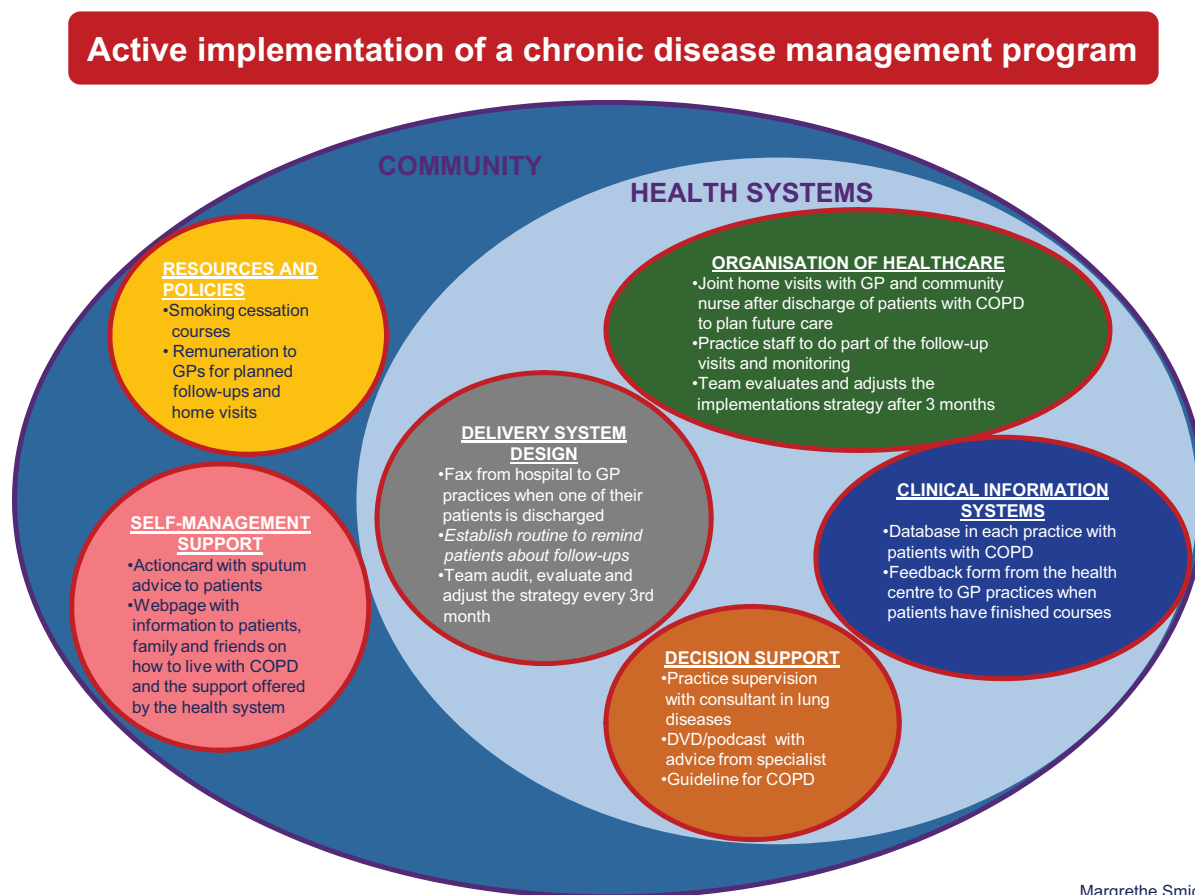 Active implementation of a chronic disease management program
COMMUNITY
HEALTH SYSTEMS
RESOURCES AND
POLICIES
•Smoking cessation
courses
• Remuneration to
GPs for planned
follow-ups and
home visits
ORGANISATION OF HEALTHCARE
•Joint home visits with GP and community
nurse after discharge of patients with COPD
to plan future care
•Practice staff to do part of the follow-up
visits and monitoring
•Team evaluates and adjusts the
implementations strategy after 3 months
DELIVERY SYSTEM
DESIGN
•Fax from hospital to GP
practices when one of their
patients is discharged
•Establish routine to remind
patients about follow-ups
•Team audit, evaluate and
adjust the strategy every 3rd
month
CLINICAL INFORMATION
SYSTEMS
•Database in each practice with
patients with COPD
•Feedback form from the health
centre to GP practices when
patients have finished courses
SELF-MANAGEMENT
SUPPORT
•Actioncard with sputum
advice to patients
•Webpage with
information to patients,
family and friends on
how to live with COPD
and the support offered
by the health system
DECISION SUPPORT
•Practice supervision
with consultant in lung
diseases
•DVD/podcast with
advice from specialist
•Guideline for COPD
Margrethe